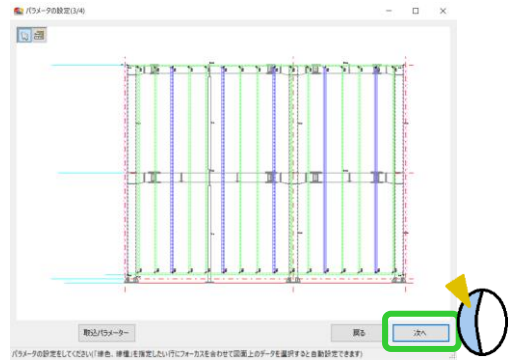 パラメータの設定(3/4)
取込パラメーター
戻る
次へ
パラメータの設定をしてください(「線色、線種」を指定したい行にフォーカスを合わせて図面上のデータを選択すると自動設定できます)